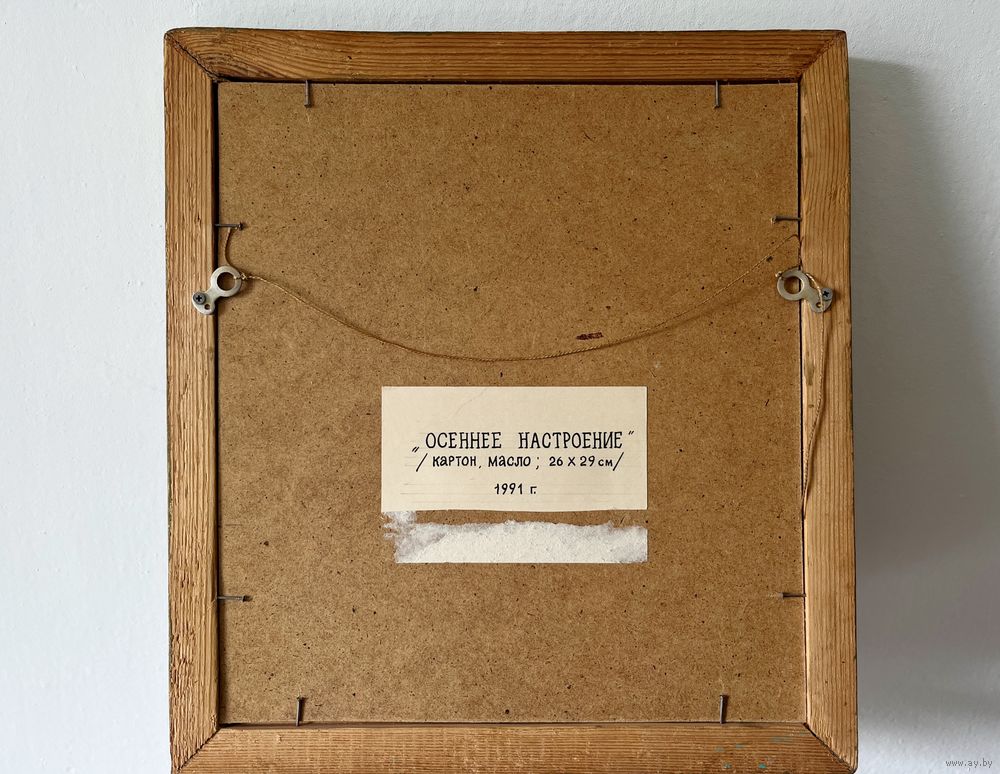 „ОСЕННЕЕ НАСТРОЕНИЕ"
/ КАРТОН, МАСЛО; 26 Х 29 см/
1991 г.
www.ay.by